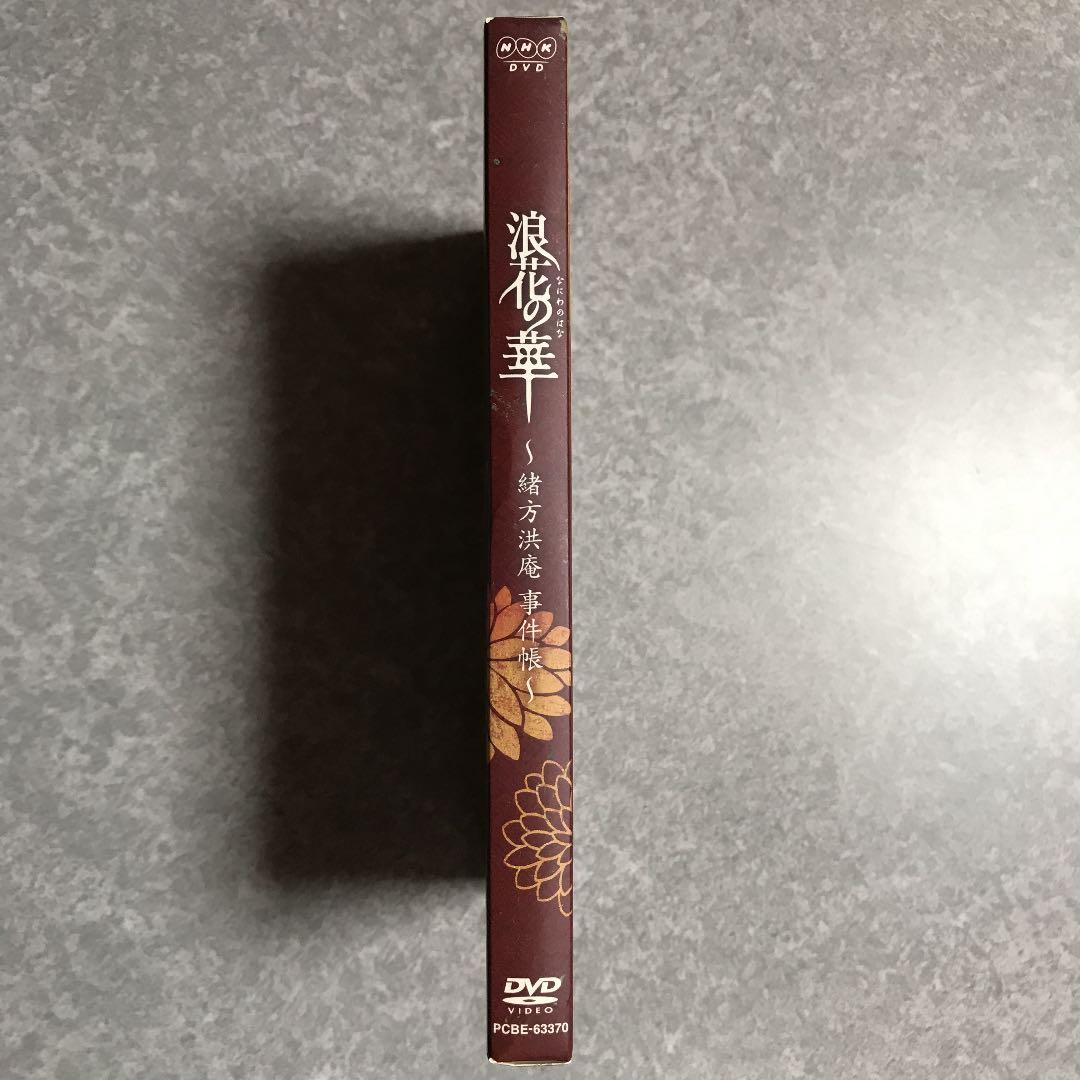 NHK
DVD
浪花の華
なにわのはな
～緒方洪庵 事件帳～
DVD
VIDEO
PCBE-63370